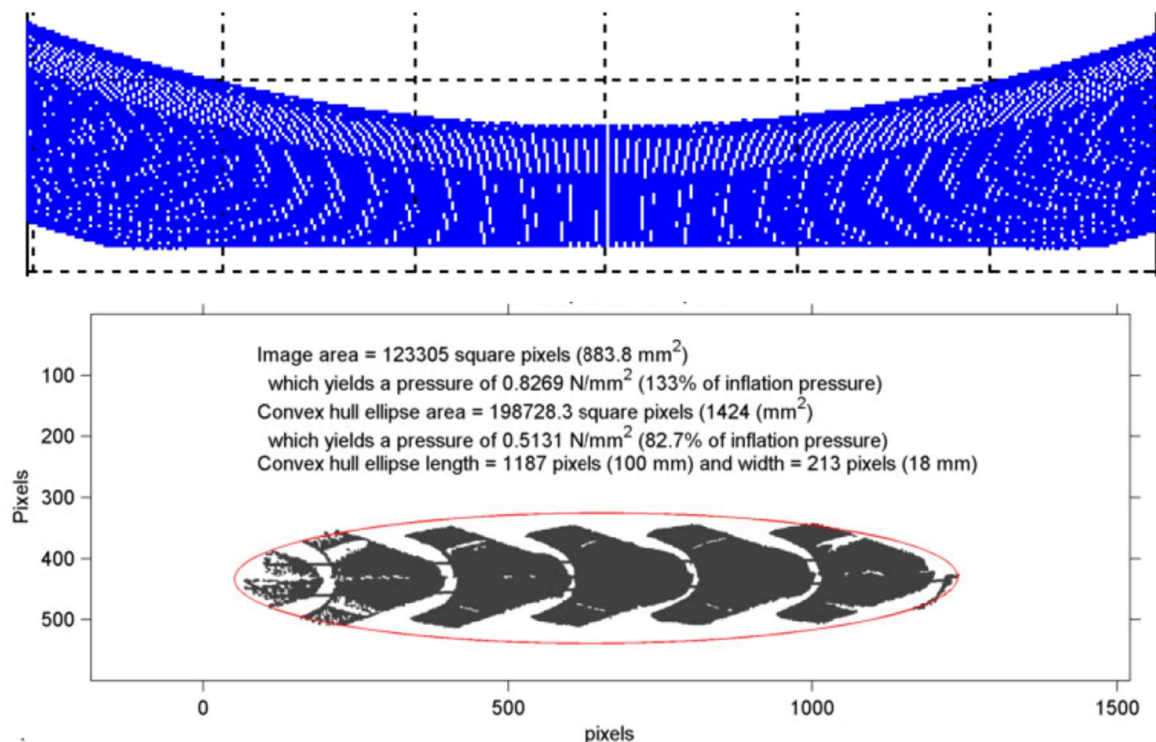 Image area = 123305 square pixels (883.8 mm2)
which yields a pressure of 0.8269 N/mm2 (133% of inflation pressure)
Convex hull ellipse area = 198728.3 square pixels (1424 (mm2)
which yields a pressure of 0.5131 N/mm2 (82.7% of inflation pressure)
Convex hull ellipse length = 1187 pixels (100 mm) and width = 213 pixels (18 mm)
Pixels
100
200
300
400
500
0 500 1000 1500
pixels